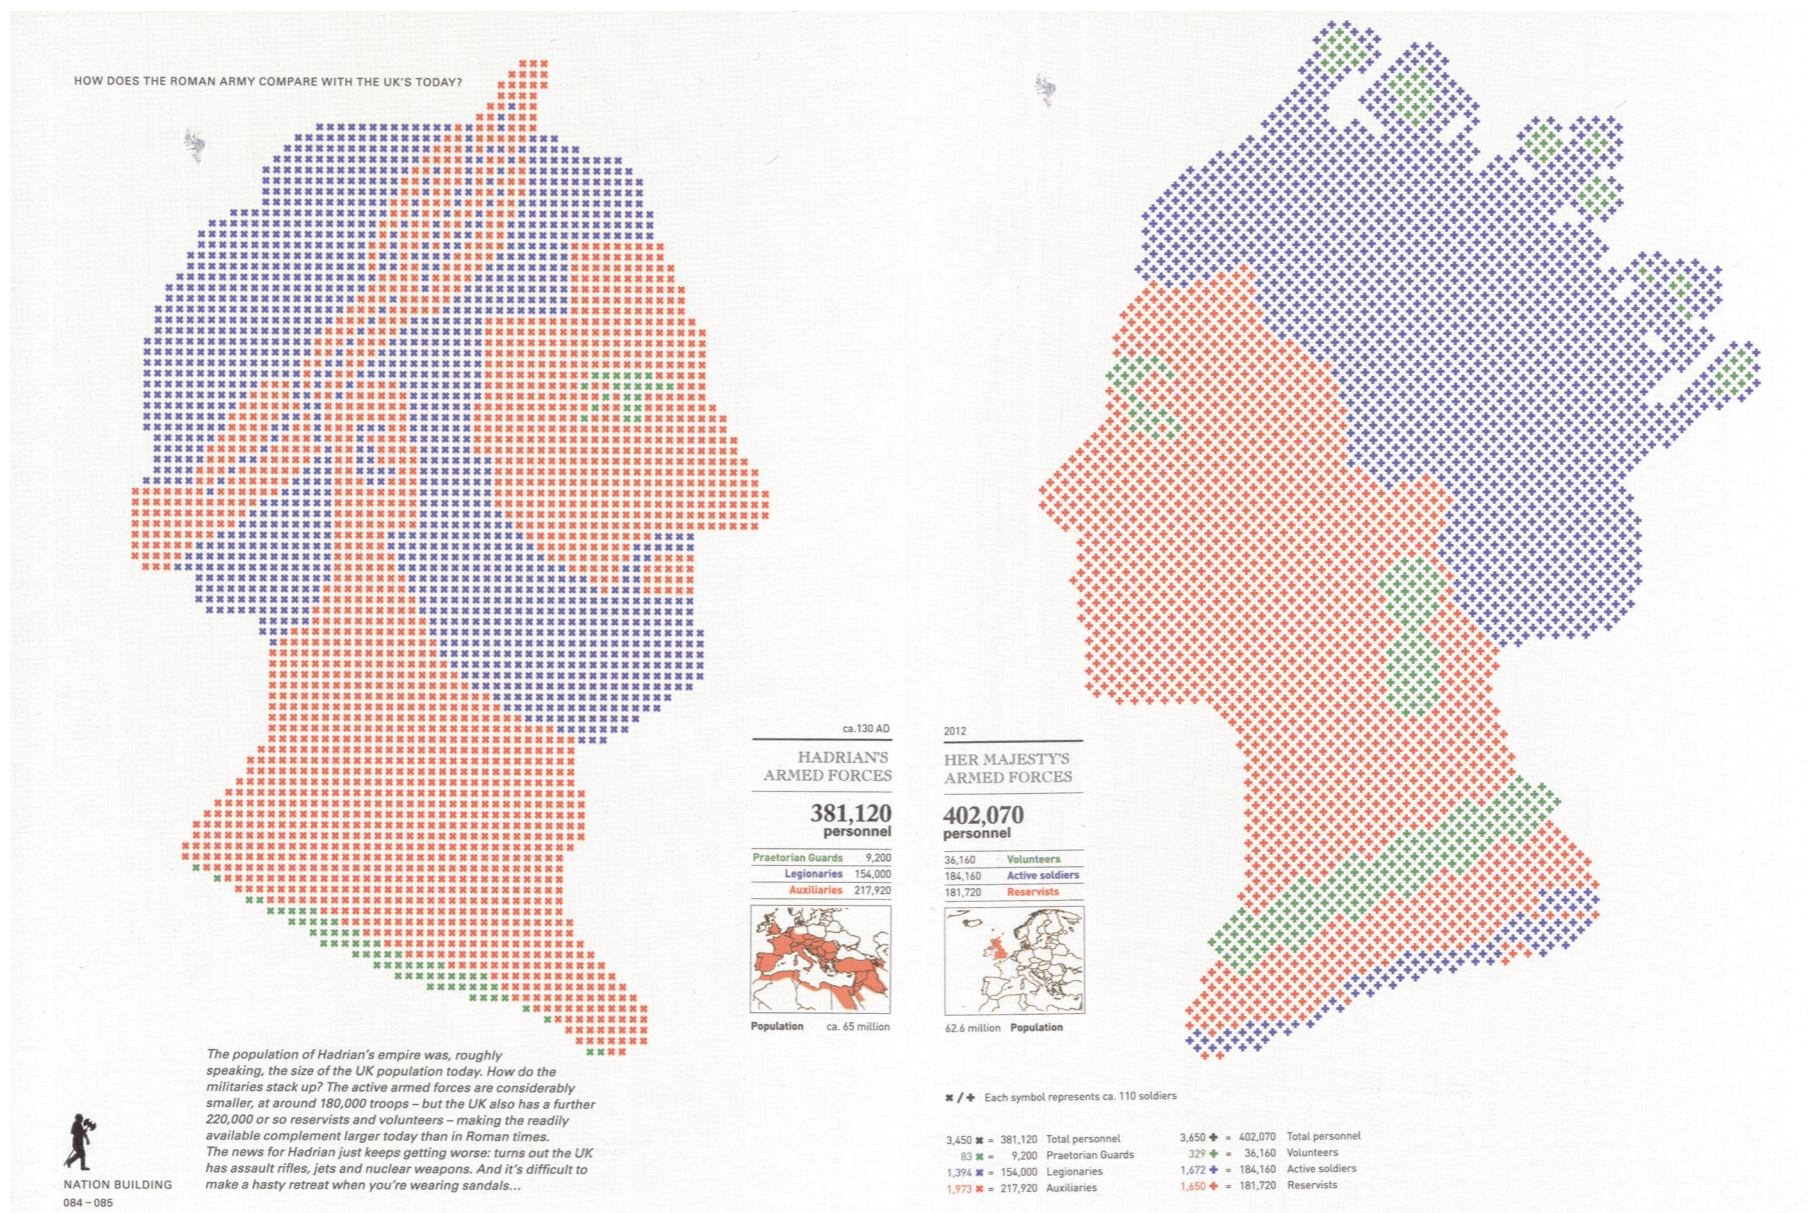 HOW DOES THE ROMAN ARMY COMPARE WITH THE UK'S TODAY?
ca.130 AD
HADRIAN'S
ARMED FORCES
381,120
personnel
Praetorian Guards 9,200
Legionaries 154,000
Auxiliaries 217,920
Population ca. 65 million
2012
HER MAJESTY'S
ARMED FORCES
402,070
personnel
36,160 Volunteers
184,160 Active soldiers
181,720 Reservists
62.6 million Population
The population of Hadrian's empire was, roughly
speaking, the size of the UK population today. How do the
militaries stack up? The active armed forces are considerably
smaller, at around 180,000 troops – but the UK also has a further
220,000 or so reservists and volunteers – making the readily
available complement larger today than in Roman times.
The news for Hadrian just keeps getting worse: turns out the UK
has assault rifles, jets and nuclear weapons. And it's difficult to
make a hasty retreat when you're wearing sandals...
NATION BUILDING
084 – 085
✖ / ✚ Each symbol represents ca. 110 soldiers
3,450 ✖ = 381,120 Total personnel
83 ✖ = 9,200 Praetorian Guards
1,394 ✖ = 154,000 Legionaries
1,973 ✖ = 217,920 Auxiliaries
3,650 ✚ = 402,070 Total personnel
329 ✚ = 36,160 Volunteers
1,672 ✚ = 184,160 Active soldiers
1,650 ✚ = 181,720 Reservists